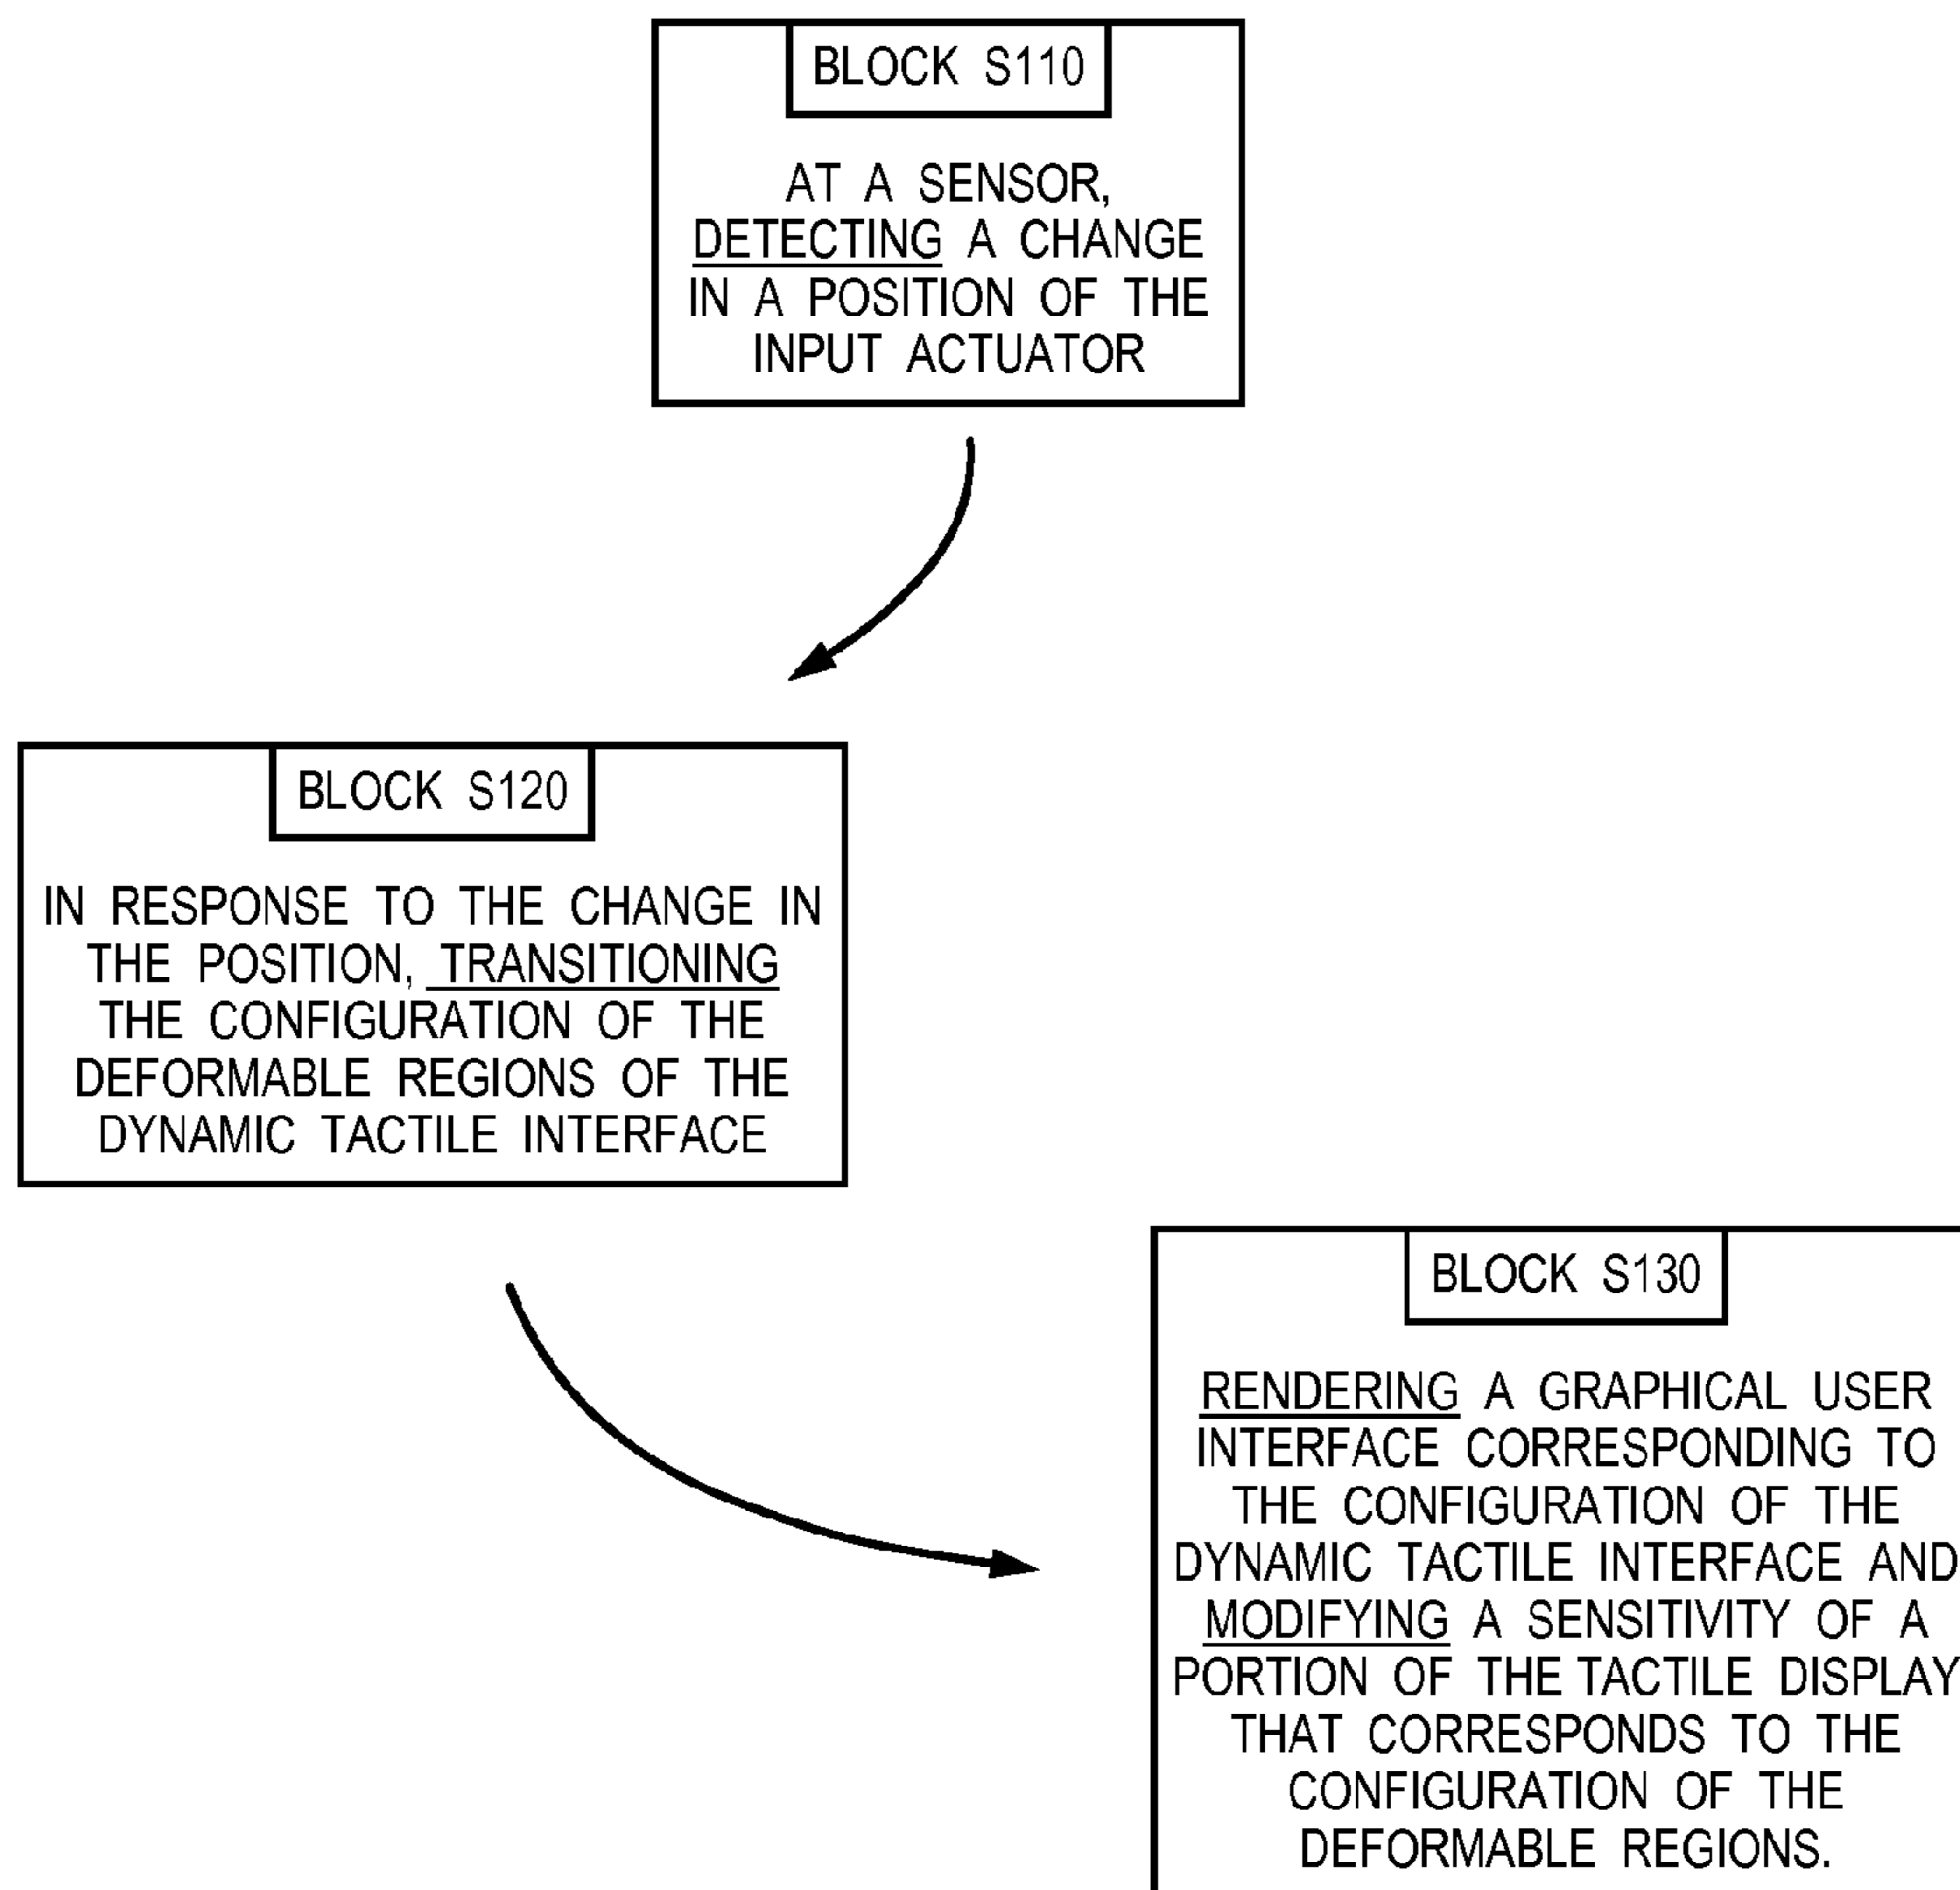 BLOCK S110
AT A SENSOR,
DETECTING A CHANGE
IN A POSITION OF THE
INPUT ACTUATOR
BLOCK S120
IN RESPONSE TO THE CHANGE IN
THE POSITION, TRANSITIONING
THE CONFIGURATION OF THE
DEFORMABLE REGIONS OF THE
DYNAMIC TACTILE INTERFACE
BLOCK S130
RENDERING A GRAPHICAL USER
INTERFACE CORRESPONDING TO
THE CONFIGURATION OF THE
DYNAMIC TACTILE INTERFACE AND
MODIFYING A SENSITIVITY OF A
PORTION OF THE TACTILE DISPLAY
THAT CORRESPONDS TO THE
CONFIGURATION OF THE
DEFORMABLE REGIONS.